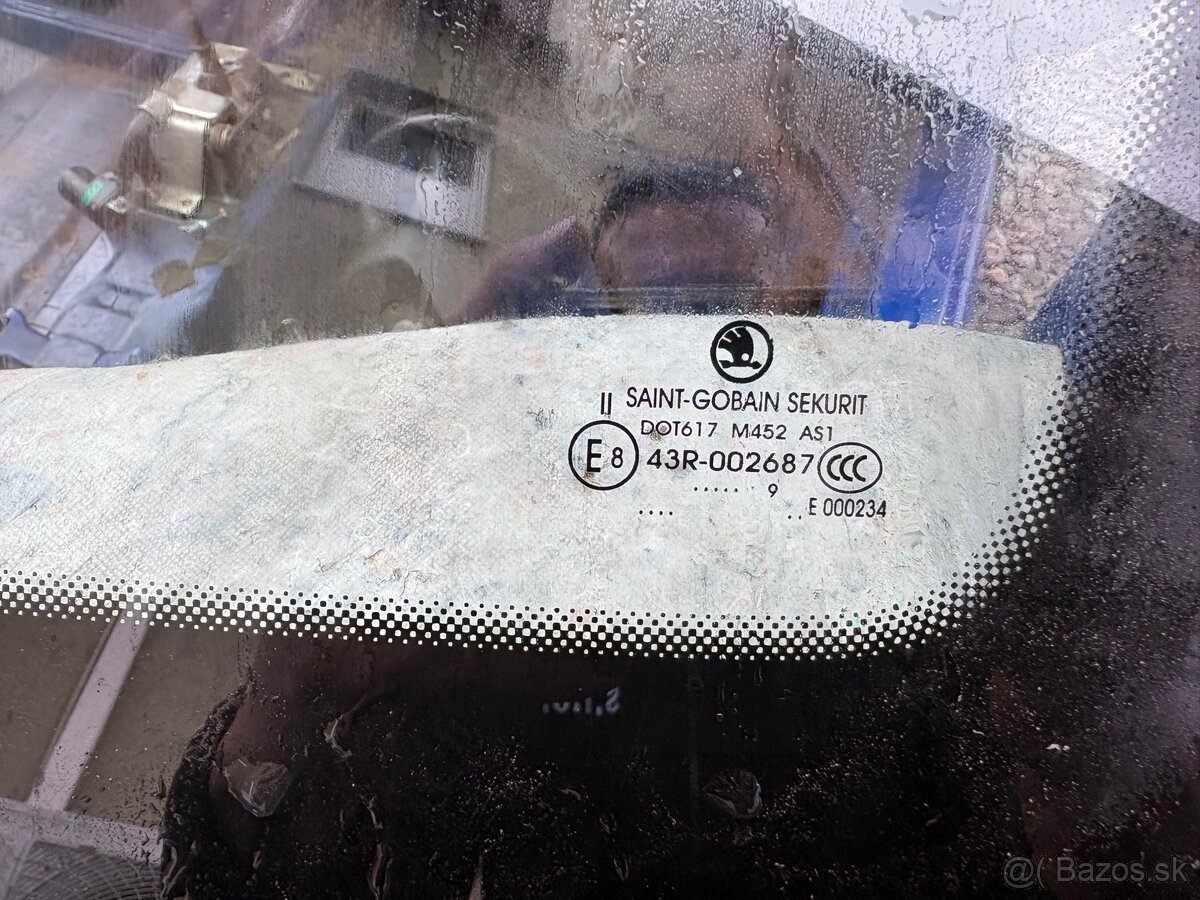 II SAINT-GOBAIN SEKURIT
DOT617 M452 AS1
E8 43R-002687 CCC
..... 9
.... .. E 000234
@( Bazos.sk